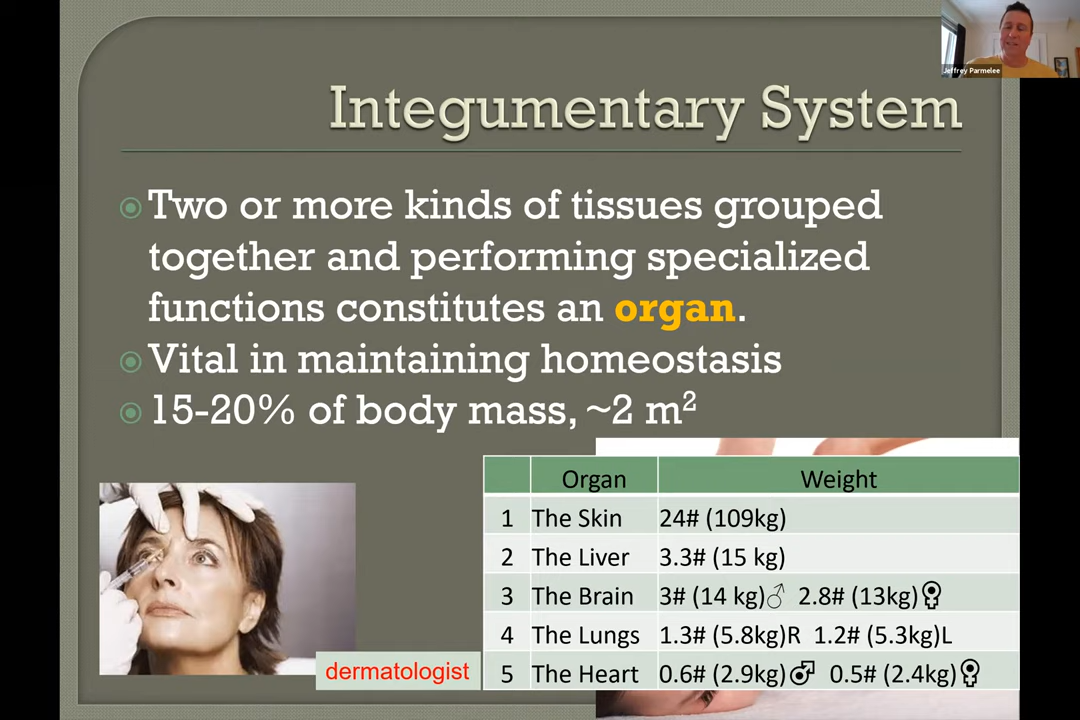 Jeffrey Parmelee
Integumentary System
Two or more kinds of tissues grouped
together and performing specialized
functions constitutes an organ.
Vital in maintaining homeostasis
15-20% of body mass, ~2 m²
Organ Weight
1 The Skin 24# (109kg)
2 The Liver 3.3# (15 kg)
3 The Brain 3# (14 kg)♂ 2.8# (13kg)♀
4 The Lungs 1.3# (5.8kg)R 1.2# (5.3kg)L
5 The Heart 0.6# (2.9kg)♂ 0.5# (2.4kg)♀
dermatologist